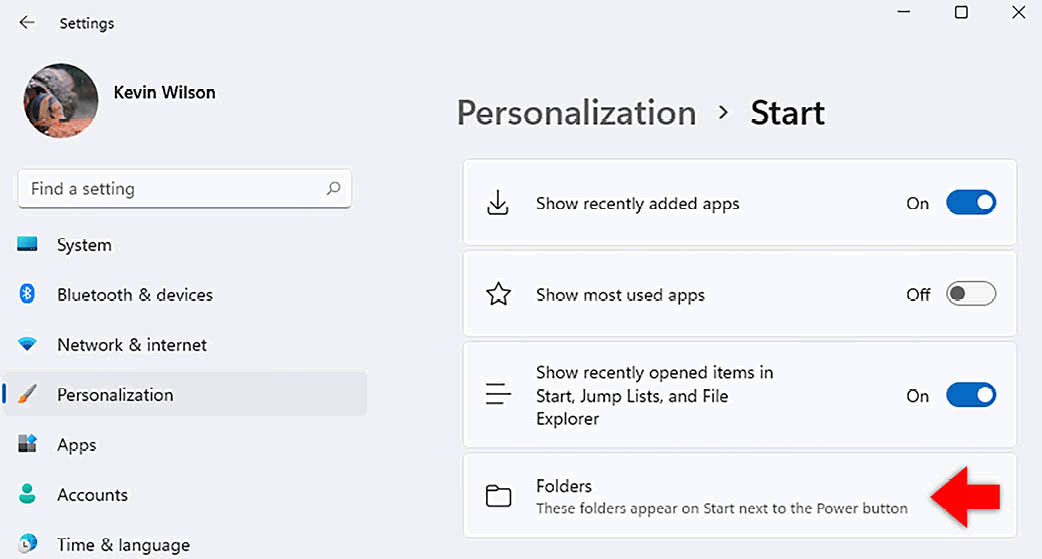 Settings
Kevin Wilson
Find a setting
System
Bluetooth & devices
Network & internet
Personalization
Apps
Accounts
Time & language
Personalization > Start
Show recently added apps On
Show most used apps Off
Show recently opened items in
Start, Jump Lists, and File On
Explorer
Folders
These folders appear on Start next to the Power button